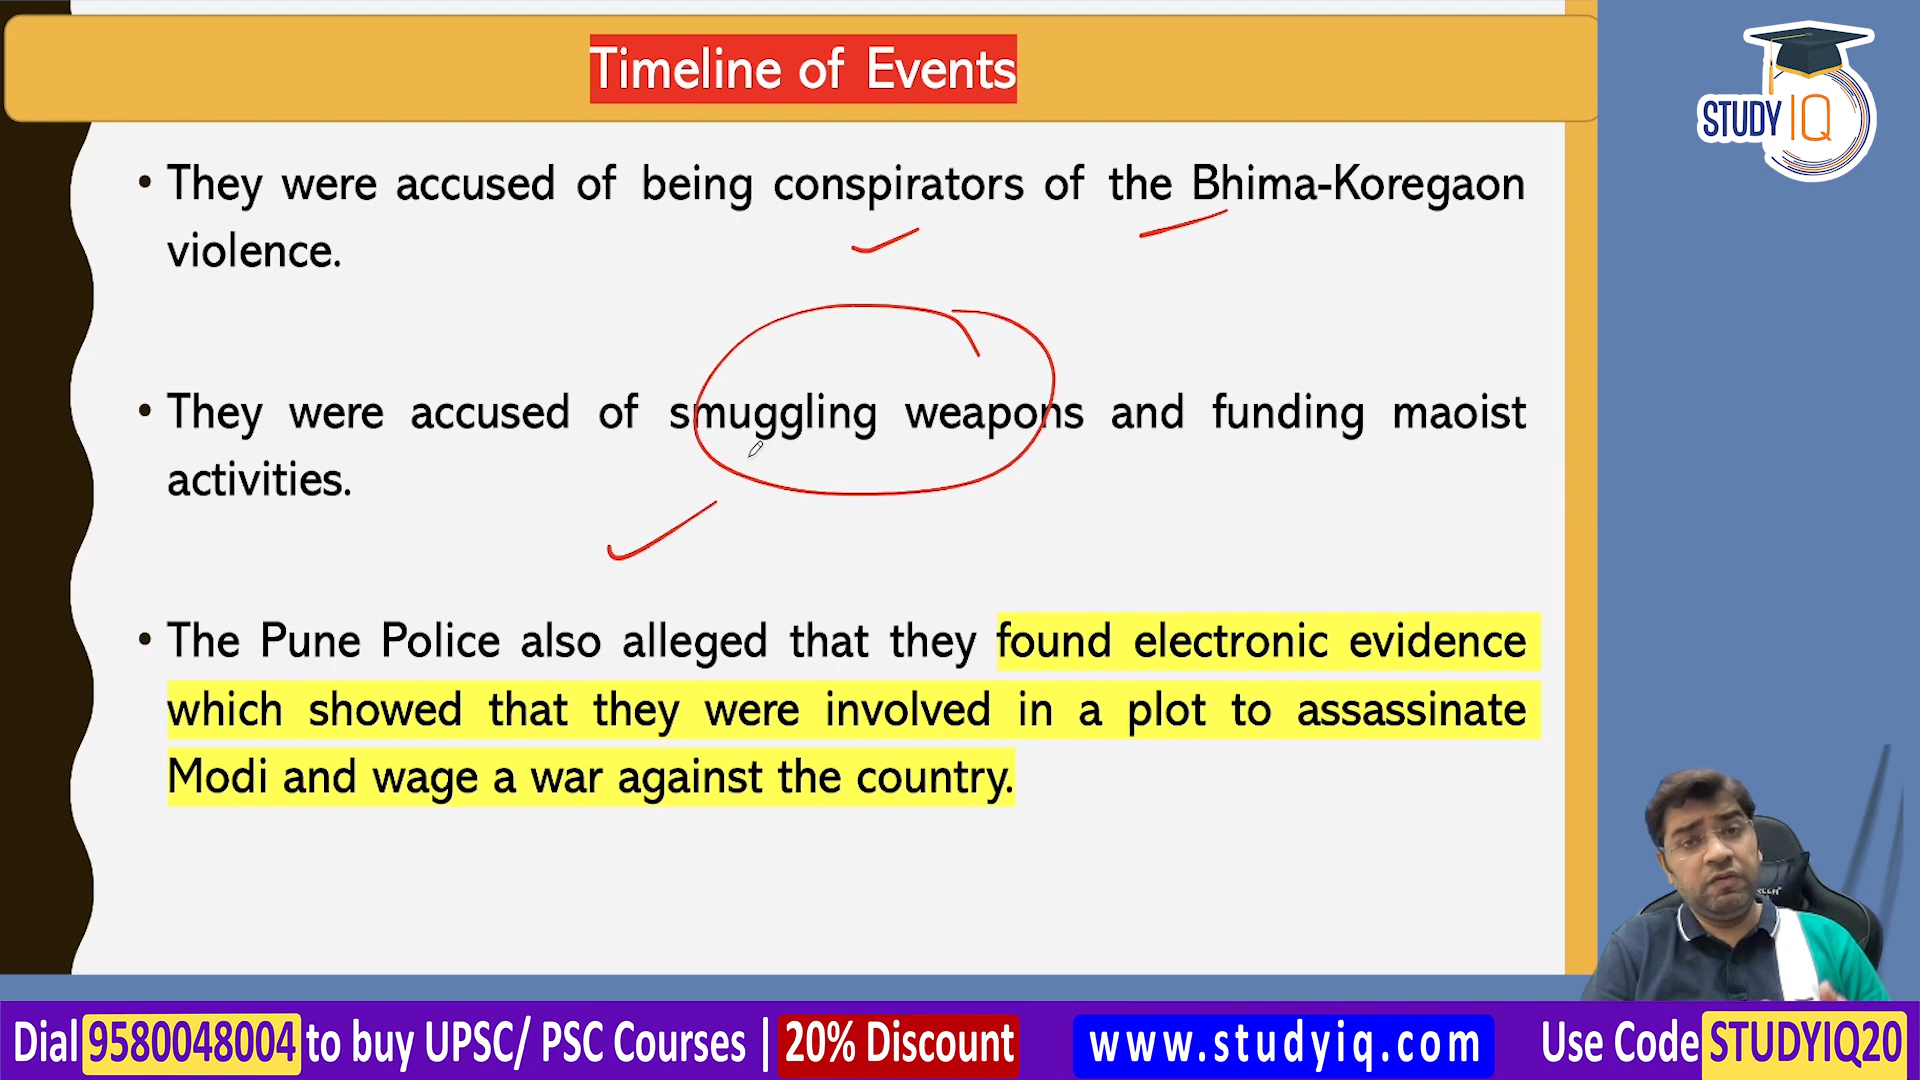 Timeline of Events
STUDY IQ
• They were accused of being conspirators of the Bhima-Koregaon
violence.
• They were accused of smuggling weapons and funding maoist
activities.
• The Pune Police also alleged that they found electronic evidence
which showed that they were involved in a plot to assassinate
Modi and wage a war against the country.
Dial 9580048004 to buy UPSC/ PSC Courses | 20% Discount www.studyiq.com Use Code STUDYIQ20